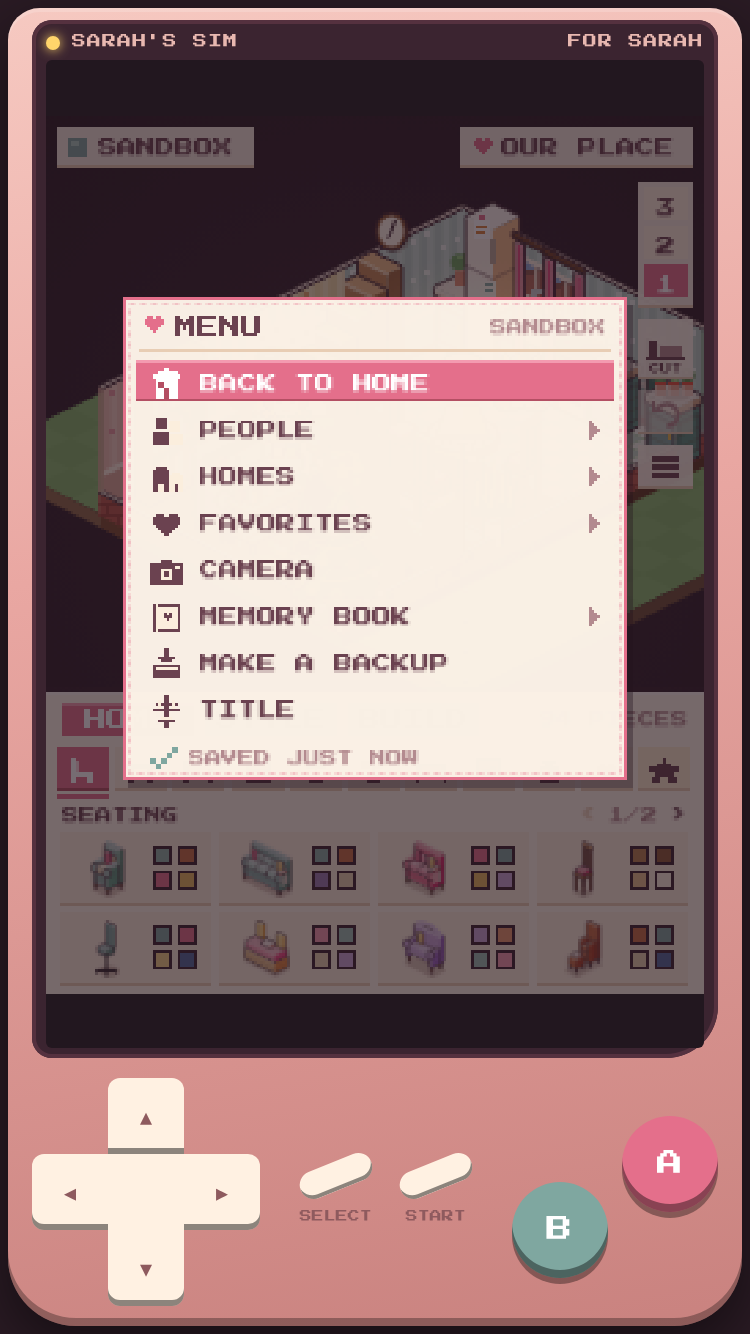 SARAH'S SIM
FOR SARAH
SANDBOX
OUR PLACE
3
2
1
CUT
MENU
SANDBOX
BACK TO HOME
PEOPLE
HOMES
FAVORITES
CAMERA
MEMORY BOOK
MAKE A BACKUP
TITLE
SAVED JUST NOW
SEATING
1/2
SELECT
START
A
B